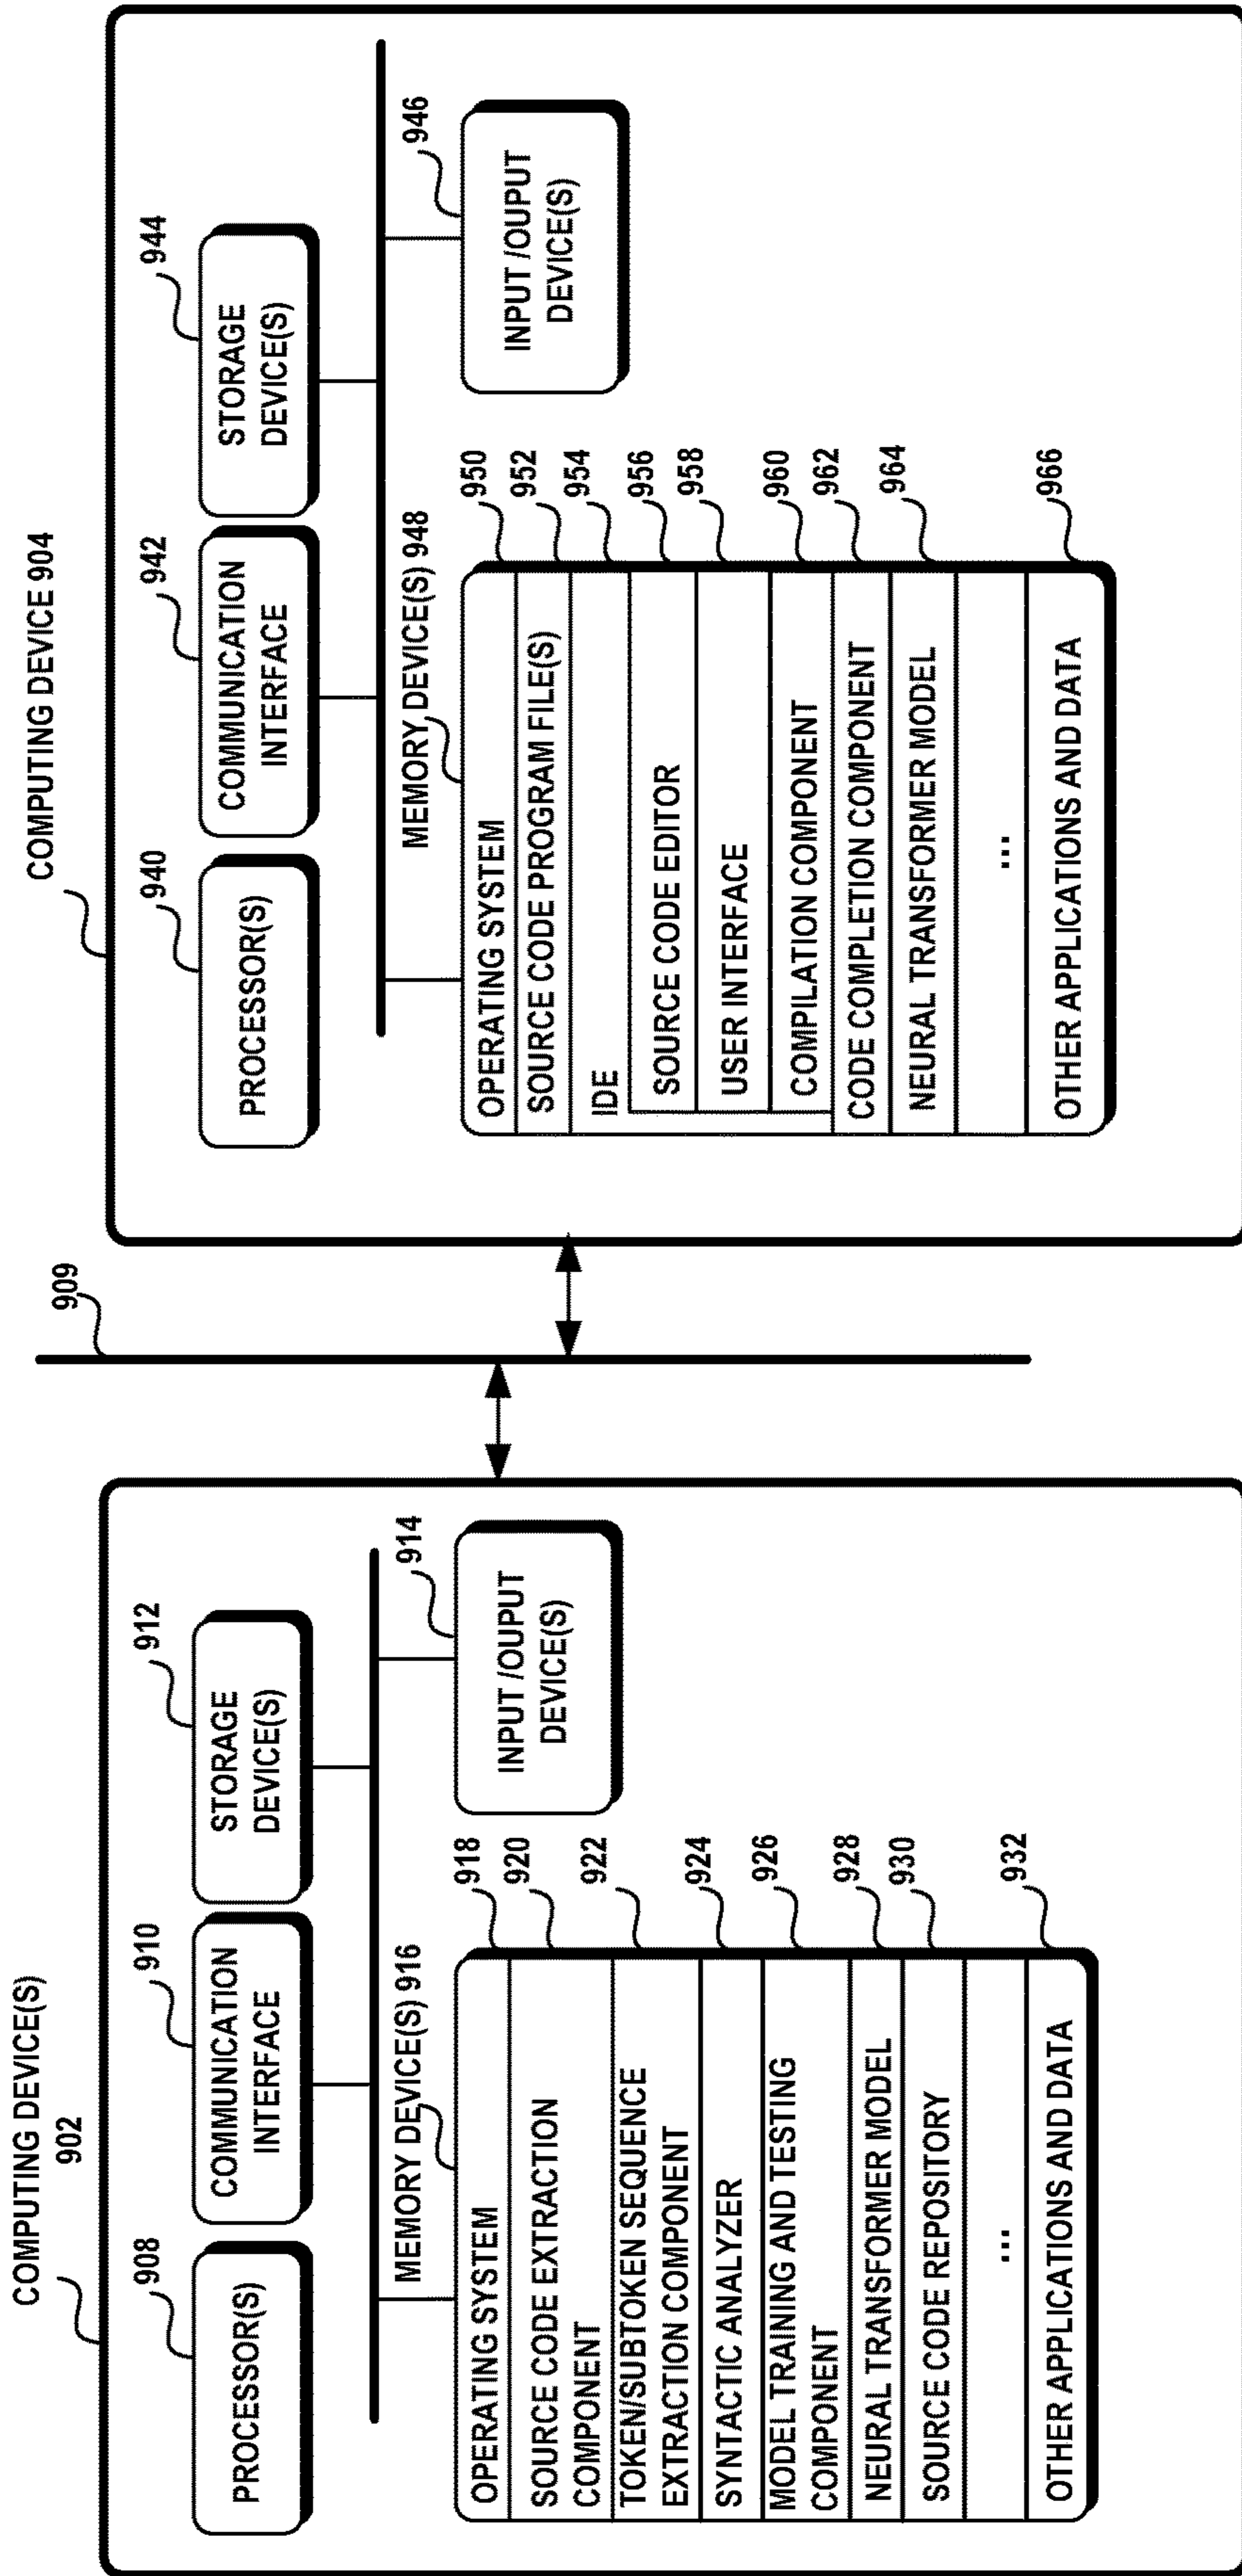 COMPUTING DEVICE(S)
902
908
PROCESSOR(S)
910
COMMUNICATION
INTERFACE
912
STORAGE
DEVICE(S)
MEMORY DEVICE(S) 916
914
INPUT /OUPUT
DEVICE(S)
OPERATING SYSTEM
918
SOURCE CODE EXTRACTION
COMPONENT
920
TOKEN/SUBTOKEN SEQUENCE
EXTRACTION COMPONENT
922
SYNTACTIC ANALYZER
924
MODEL TRAINING AND TESTING
COMPONENT
926
NEURAL TRANSFORMER MODEL
928
SOURCE CODE REPOSITORY
930
...
OTHER APPLICATIONS AND DATA
932
909
COMPUTING DEVICE 904
940
PROCESSOR(S)
942
COMMUNICATION
INTERFACE
944
STORAGE
DEVICE(S)
MEMORY DEVICE(S) 948
946
INPUT /OUPUT
DEVICE(S)
OPERATING SYSTEM
950
SOURCE CODE PROGRAM FILE(S)
952
IDE
954
SOURCE CODE EDITOR
956
USER INTERFACE
958
COMPILATION COMPONENT
960
CODE COMPLETION COMPONENT
962
NEURAL TRANSFORMER MODEL
964
...
OTHER APPLICATIONS AND DATA
966